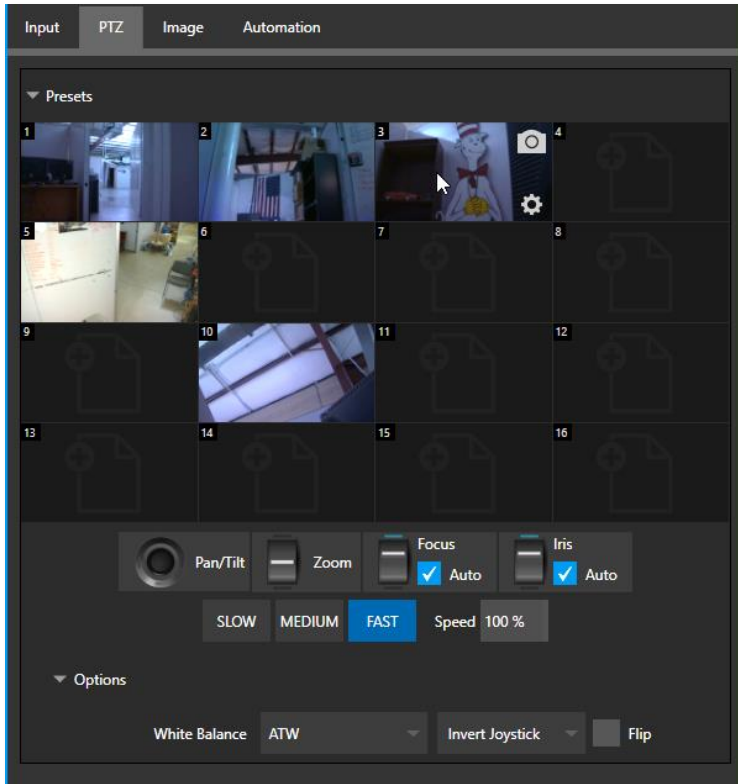 Input PTZ Image Automation
Presets
1 2 3 4
5 6 7 8
9 10 11 12
13 14 15 16
Pan/Tilt Zoom Focus Auto Iris Auto
SLOW MEDIUM FAST Speed 100 %
Options
White Balance ATW Invert Joystick Flip